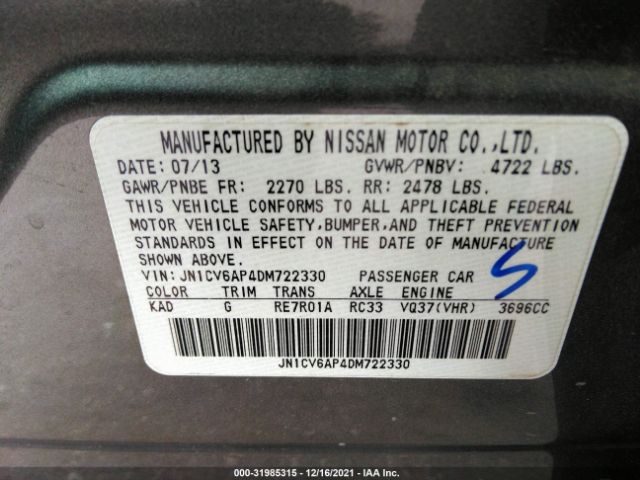 MANUFACTURED BY NISSAN MOTOR CO.,LTD.
DATE: 07/13 GVWR/PNBV: 4722 LBS.
GAWR/PNBE FR: 2270 LBS. RR: 2478 LBS.
THIS VEHICLE CONFORMS TO ALL APPLICABLE FEDERAL
MOTOR VEHICLE SAFETY,BUMPER,AND THEFT PREVENTION
STANDARDS IN EFFECT ON THE DATE OF MANUFACTURE
SHOWN ABOVE.
VIN: JN1CV6AP4DM722330 PASSENGER CAR
COLOR TRIM TRANS AXLE ENGINE
KAD G RE7R01A RC33 VQ37(VHR) 3696CC
S
JN1CV6AP4DM722330
000-31985315 - 12/16/2021 - IAA Inc.